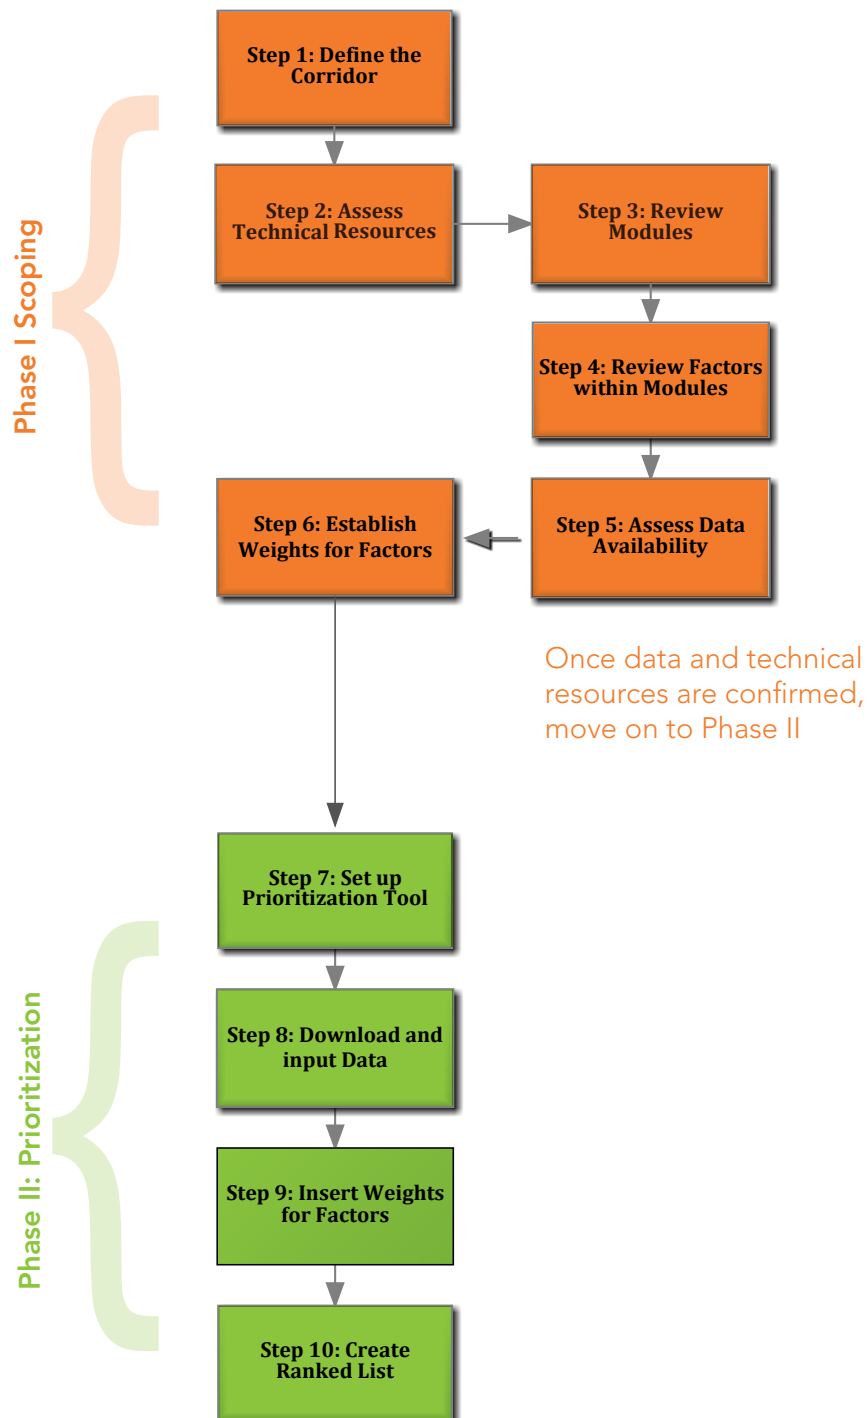 Phase I Scoping
Step 1: Define the
Corridor
Step 2: Assess
Technical Resources
Step 3: Review
Modules
Step 4: Review Factors
within Modules
Step 5: Assess Data
Availability
Step 6: Establish
Weights for Factors
Once data and technical
resources are confirmed,
move on to Phase II
Phase II: Prioritization
Step 7: Set up
Prioritization Tool
Step 8: Download and
input Data
Step 9: Insert Weights
for Factors
Step 10: Create
Ranked List